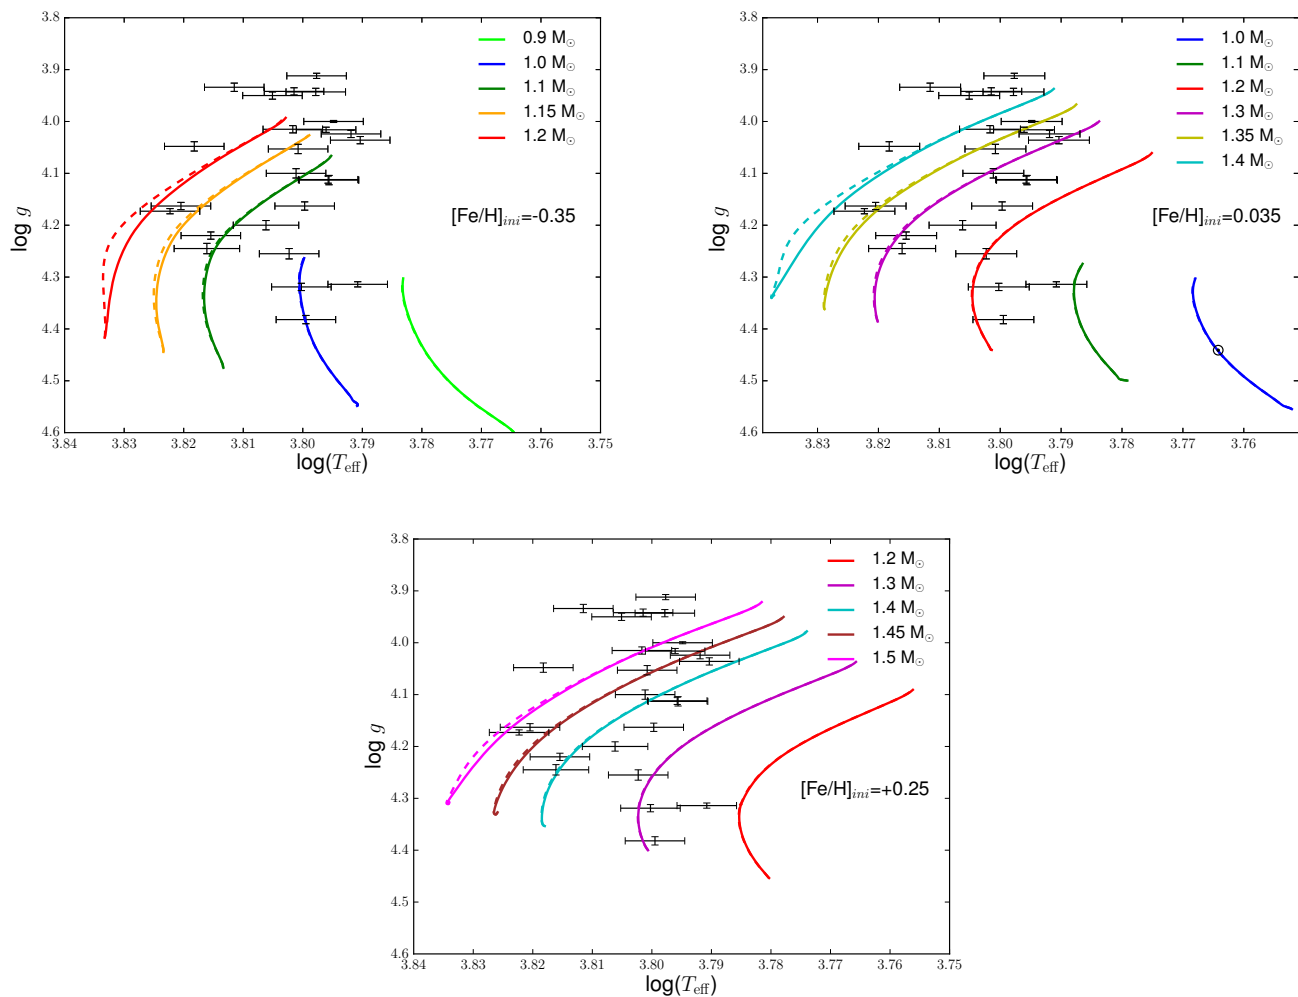 3.8
3.9
4.0
4.1
4.2
4.3
4.4
4.5
4.6
log g
0.9 M⊙
1.0 M⊙
1.1 M⊙
1.15 M⊙
1.2 M⊙
[Fe/H]ini=-0.35
3.84 3.83 3.82 3.81 3.80 3.79 3.78 3.77 3.76 3.75
log(Teff)
3.8
3.9
4.0
4.1
4.2
4.3
4.4
4.5
4.6
log g
1.0 M⊙
1.1 M⊙
1.2 M⊙
1.3 M⊙
1.35 M⊙
1.4 M⊙
[Fe/H]ini=0.035
3.83 3.82 3.81 3.80 3.79 3.78 3.77 3.76
log(Teff)
3.8
3.9
4.0
4.1
4.2
4.3
4.4
4.5
4.6
log g
1.2 M⊙
1.3 M⊙
1.4 M⊙
1.45 M⊙
1.5 M⊙
[Fe/H]ini=+0.25
3.84 3.83 3.82 3.81 3.80 3.79 3.78 3.77 3.76 3.75
log(Teff)